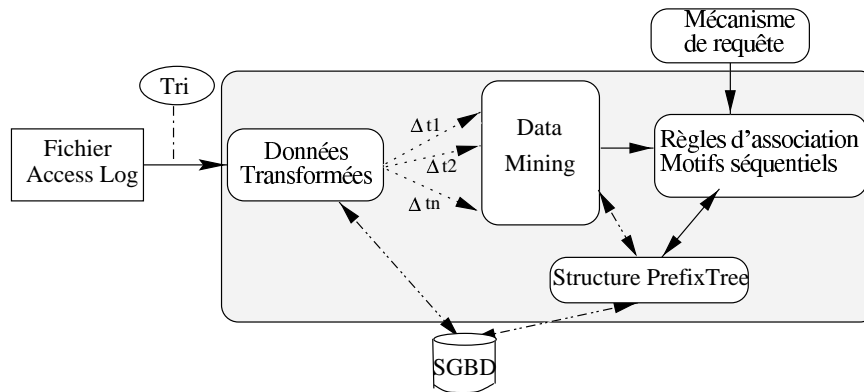 Mécanisme
de requête
Tri
Fichier
Access Log
Données
Transformées
Δ t1
Δ t2
Δ tn
Data
Mining
Règles d'association
Motifs séquentiels
Structure PrefixTree
SGBD